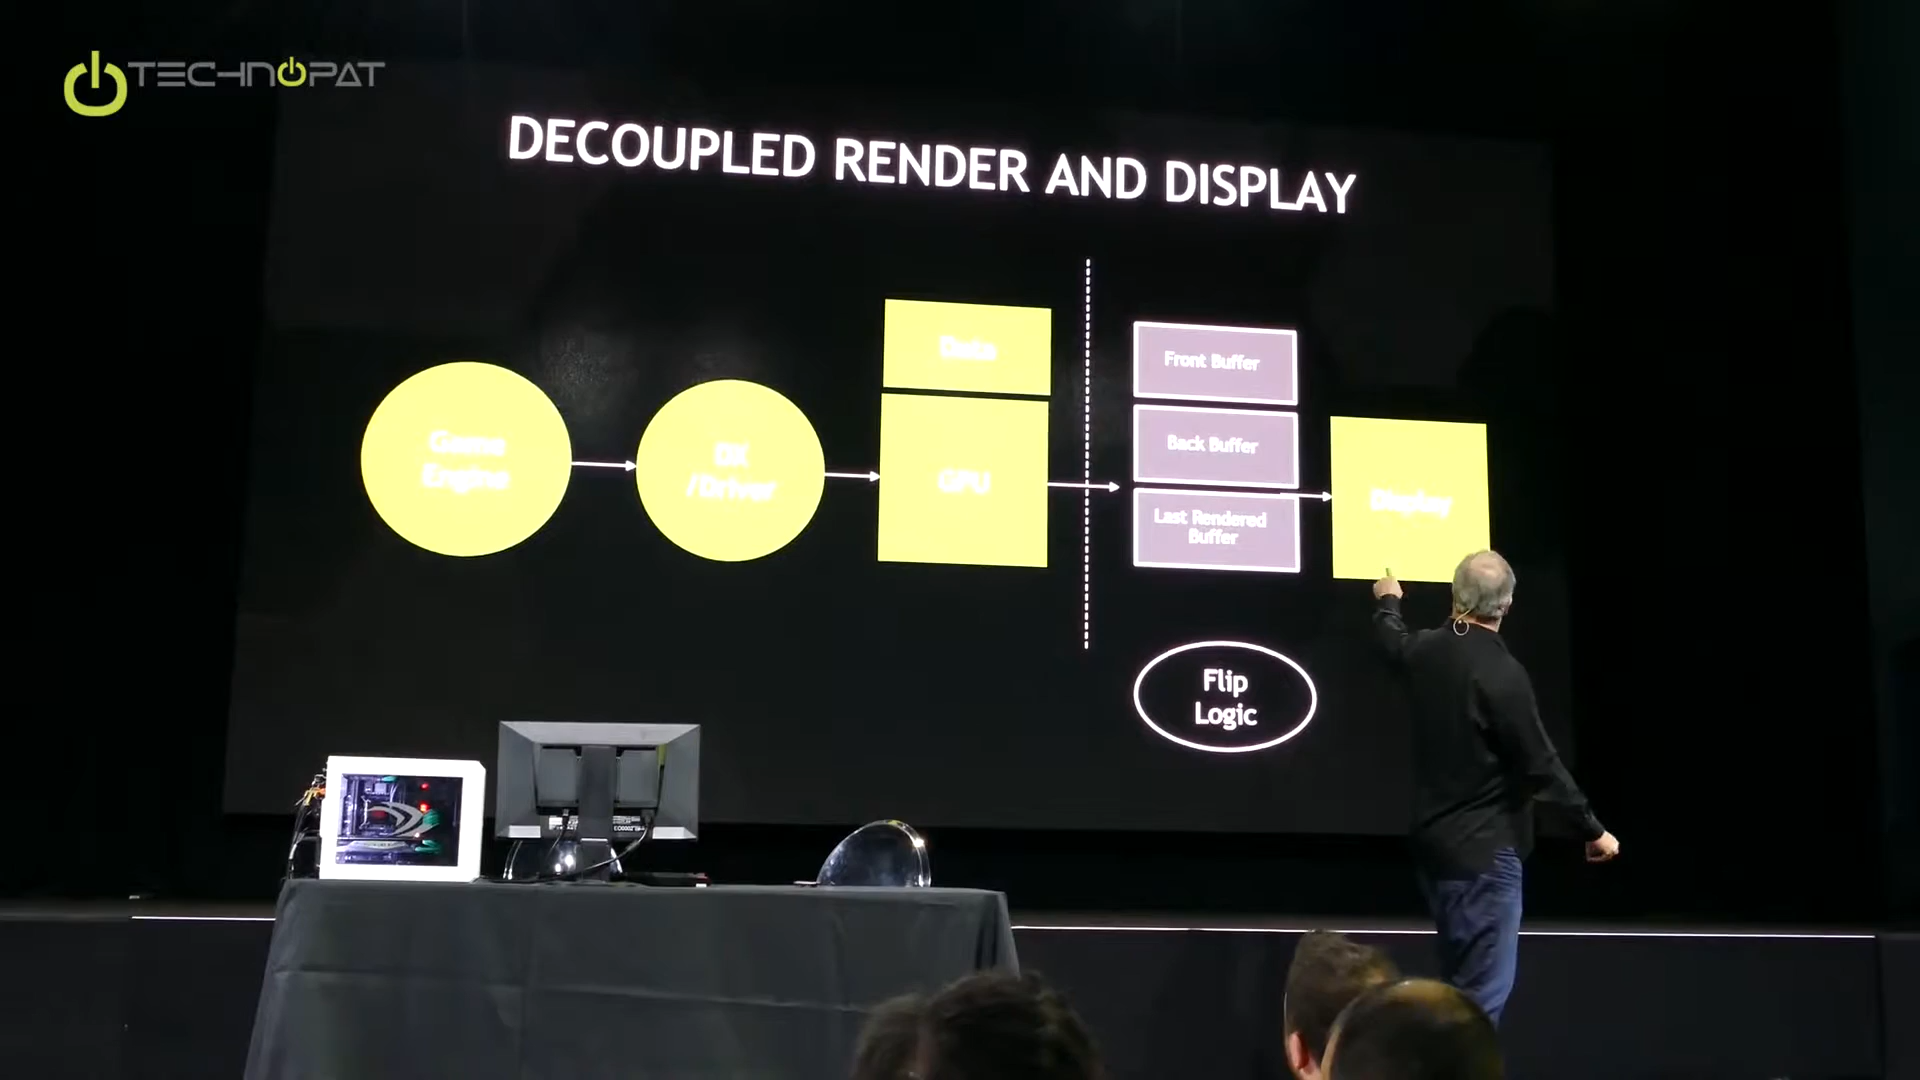 TECHNOPAT
DECOUPLED RENDER AND DISPLAY
Data
Front Buffer
Game
Engine
DX
/Driver
GPU
Back Buffer
Display
Last Rendered
Buffer
Flip
Logic